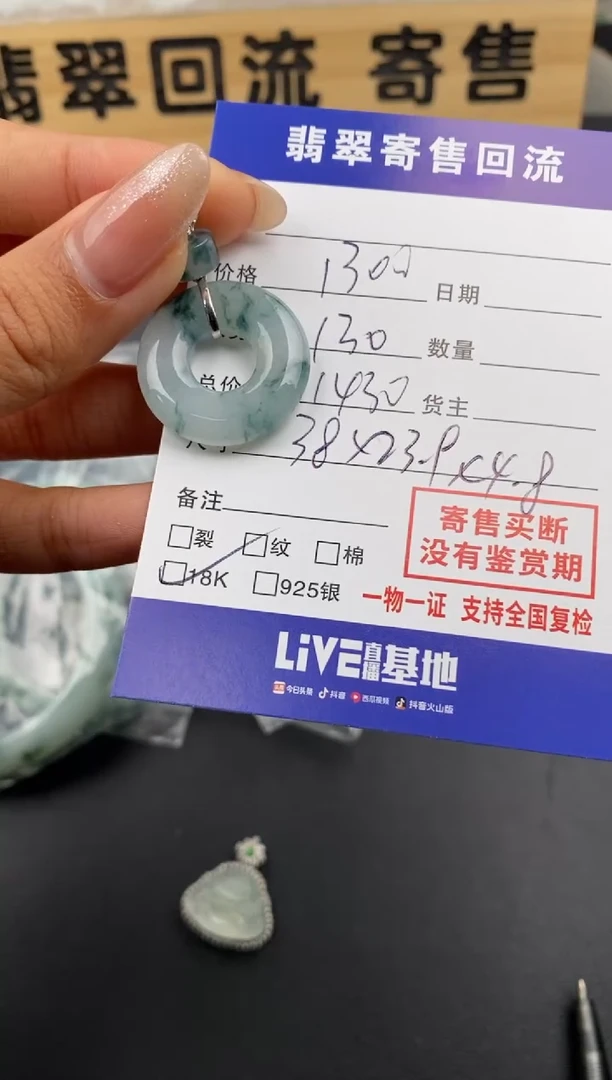 翡翠回流 寄售
翡翠寄售回流
价格 1300 日期
130 数量
总价 1430 货主
38×23.9×4.8
备注
寄售买断
没有鉴赏期
裂 纹 棉
18K 925银
一物一证 支持全国复检
LiVE直播基地
今日头条 抖音 西瓜视频 抖音火山版